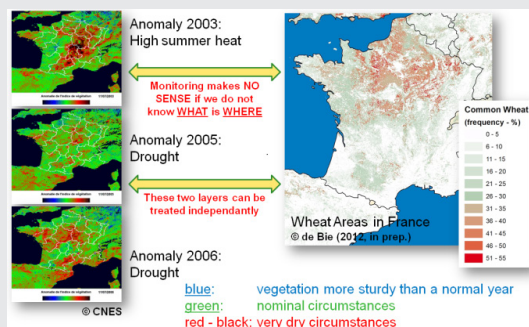 Anomaly 2003:
High summer heat
Monitoring makes NO
SENSE if we do not
know WHAT is WHERE
Anomaly 2005:
Drought
These two layers can be
treated independantly
Anomaly 2006:
Drought
© CNES
Wheat Areas in France
© de Bie (2012, in prep.)
Common Wheat
(frequency - %)
0 - 5
6 - 10
11 - 15
16 - 20
21 - 25
26 - 30
31 - 35
36 - 40
41 - 45
46 - 50
51 - 55
blue: vegetation more sturdy than a normal year
green: nominal circumstances
red - black: very dry circumstances